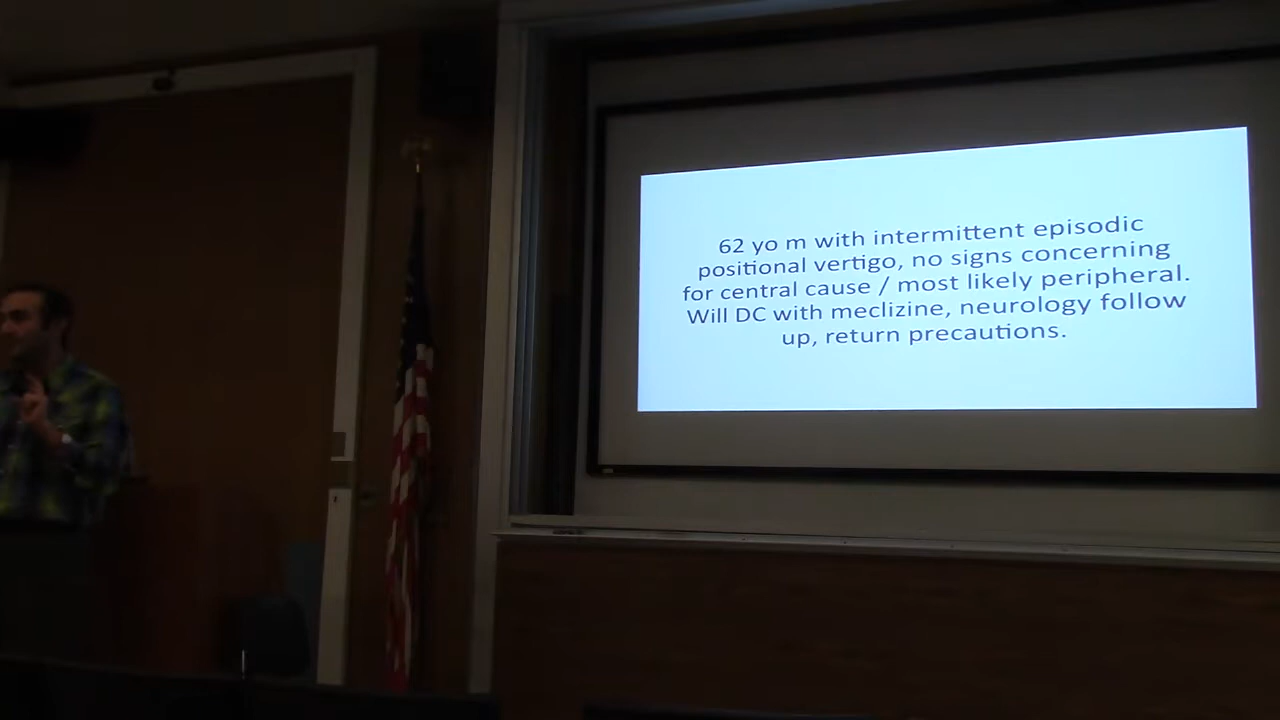 62 yo m with intermittent episodic
positional vertigo, no signs concerning
for central cause / most likely peripheral.
Will DC with meclizine, neurology follow
up, return precautions.